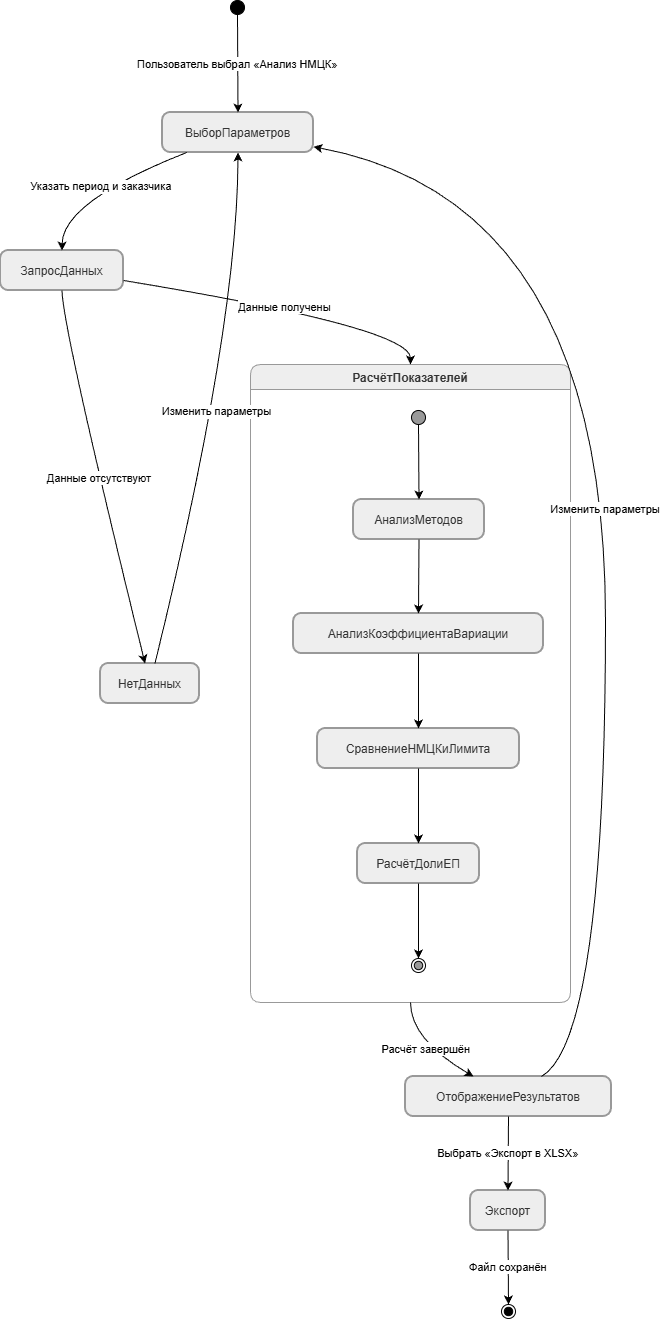 Пользователь выбрал «Анализ НМЦК»
ВыборПараметров
Указать период и заказчика
ЗапросДанных
Данные получены
РасчётПоказателей
Изменить параметры
Данные отсутствуют
АнализМетодов
Изменить параметры
АнализКоэффициентаВариации
НетДанных
СравнениеНМЦКиЛимита
РасчётДолиЕП
Расчёт завершён
ОтображениеРезультатов
Выбрать «Экспорт в XLSX»
Экспорт
Файл сохранён